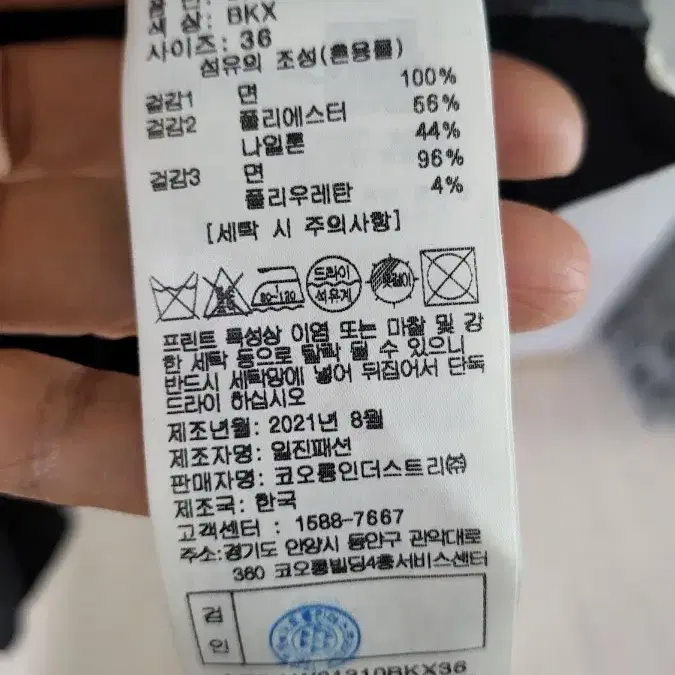 색 상: BKX
사이즈: 36
섬유의 조성(혼용률)
겉감1 면 100%
겉감2 폴리에스터 56%
나일론 44%
겉감3 면 96%
폴리우레탄 4%
[세탁 시 주의사항]
80~120 드라이 석유계 옷걸이
프린트 특성상 이염 또는 마찰 및 강
한 세탁 등으로 탈락 될 수 있으니
반드시 세탁망에 넣어 뒤집어서 단독
드라이 하십시오
제조년월: 2021년 8월
제조자명: 일진패션
판매자명: 코오롱인더스트리㈜
제조국: 한국
고객센터 : 1588-7667
주소:경기도 안양시 동안구 관악대로
360 코오롱빌딩4층서비스센터
검
인